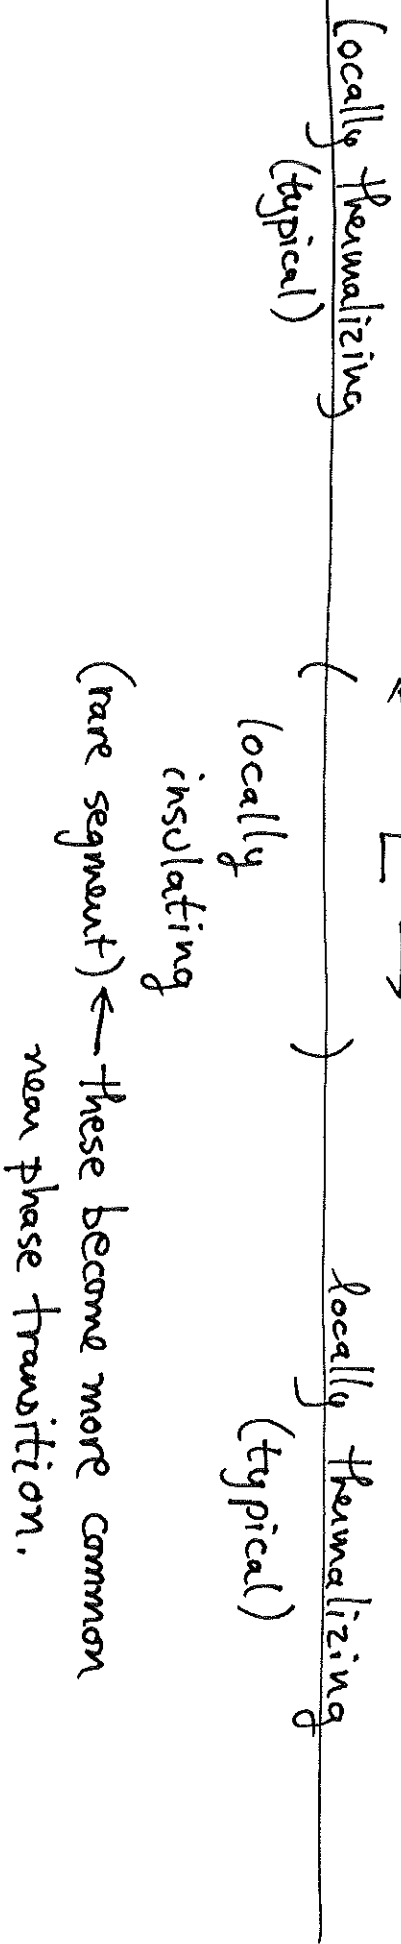 ← L →
locally thermalizing
(typical)
( )
locally
insulating
(rare segment) ← these become more common
near phase transition.
locally thermalizing
(typical)